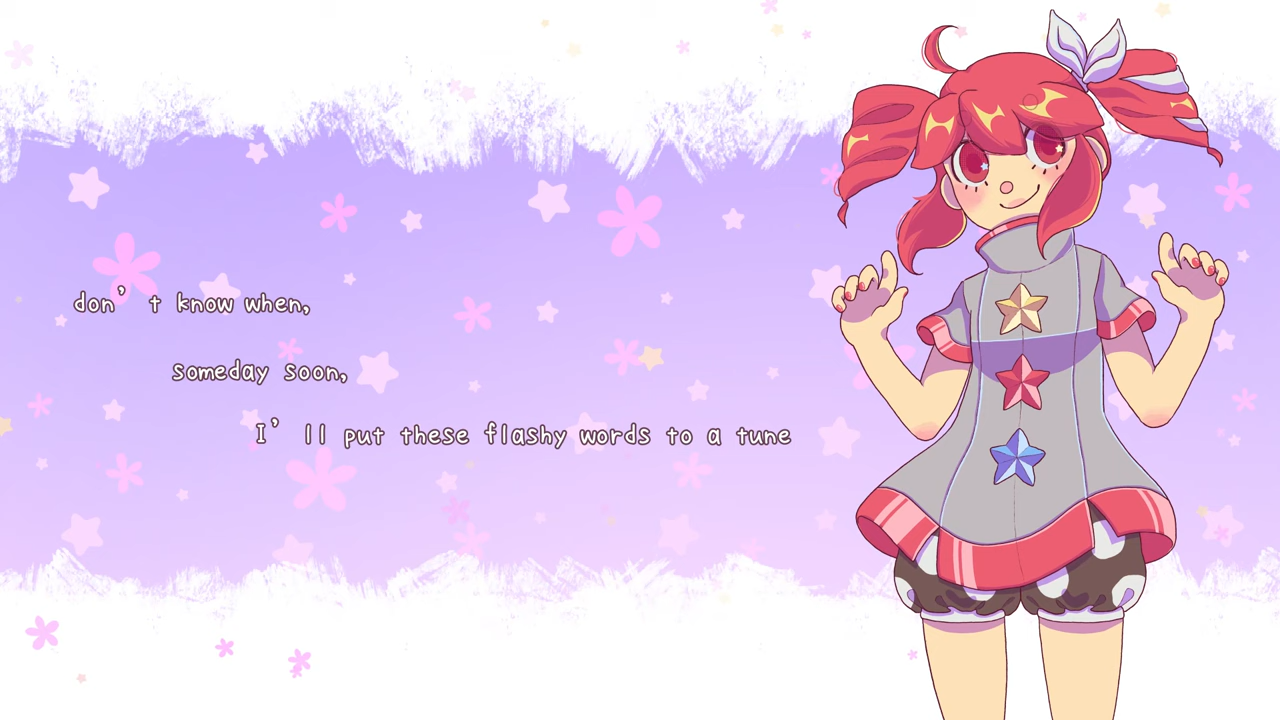 don’t know when,
someday soon,
I’ll put these flashy words to a tune